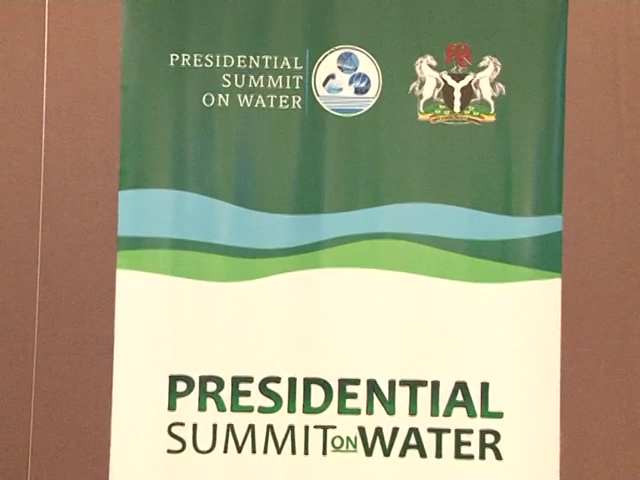 PRESIDENTIAL
SUMMIT
ON WATER
PRESIDENTIAL
SUMMIT ON WATER